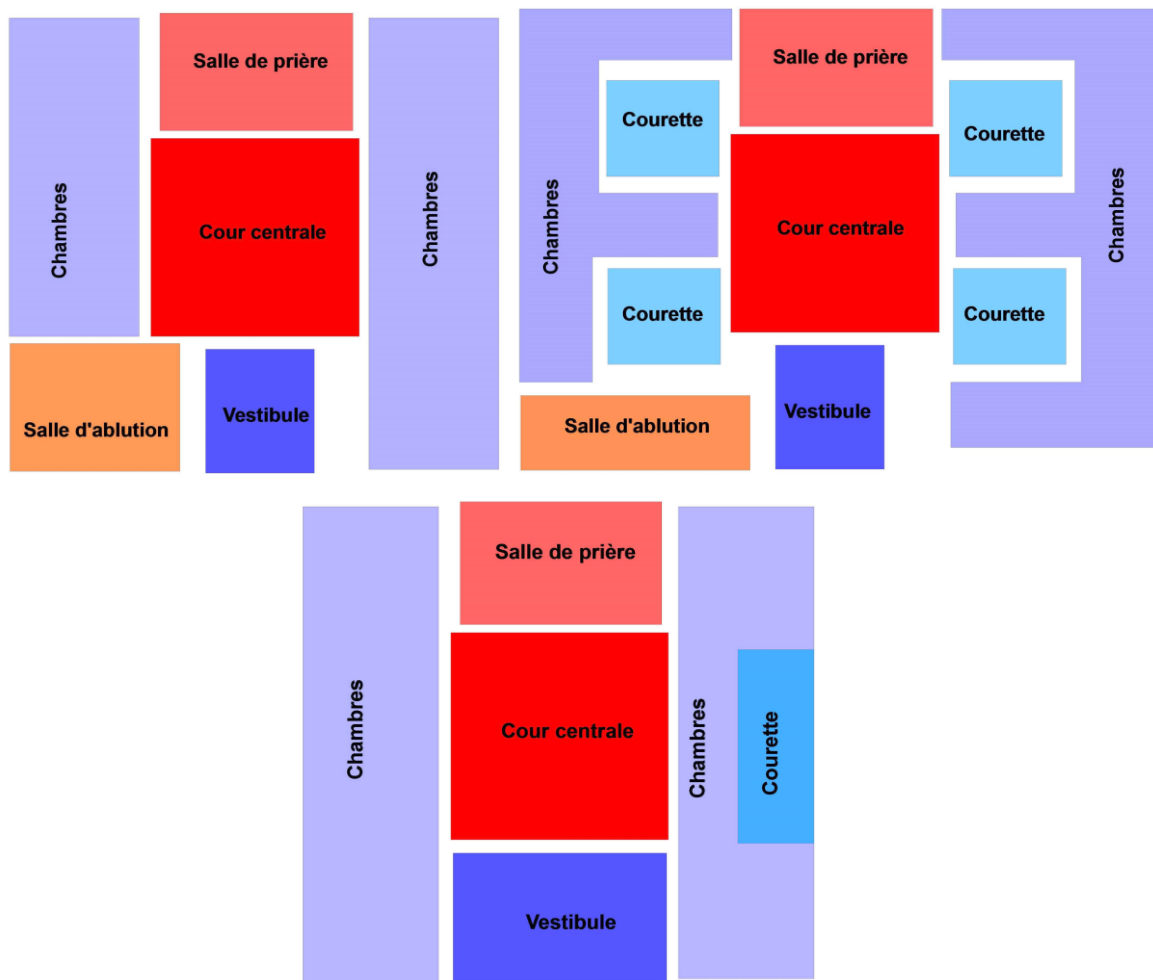 Salle de prière
Chambres
Cour centrale
Chambres
Salle d'ablution
Vestibule
Salle de prière
Courette
Courette
Chambres
Cour centrale
Chambres
Courette
Courette
Salle d'ablution
Vestibule
Salle de prière
Chambres
Cour centrale
Chambres
Courette
Vestibule